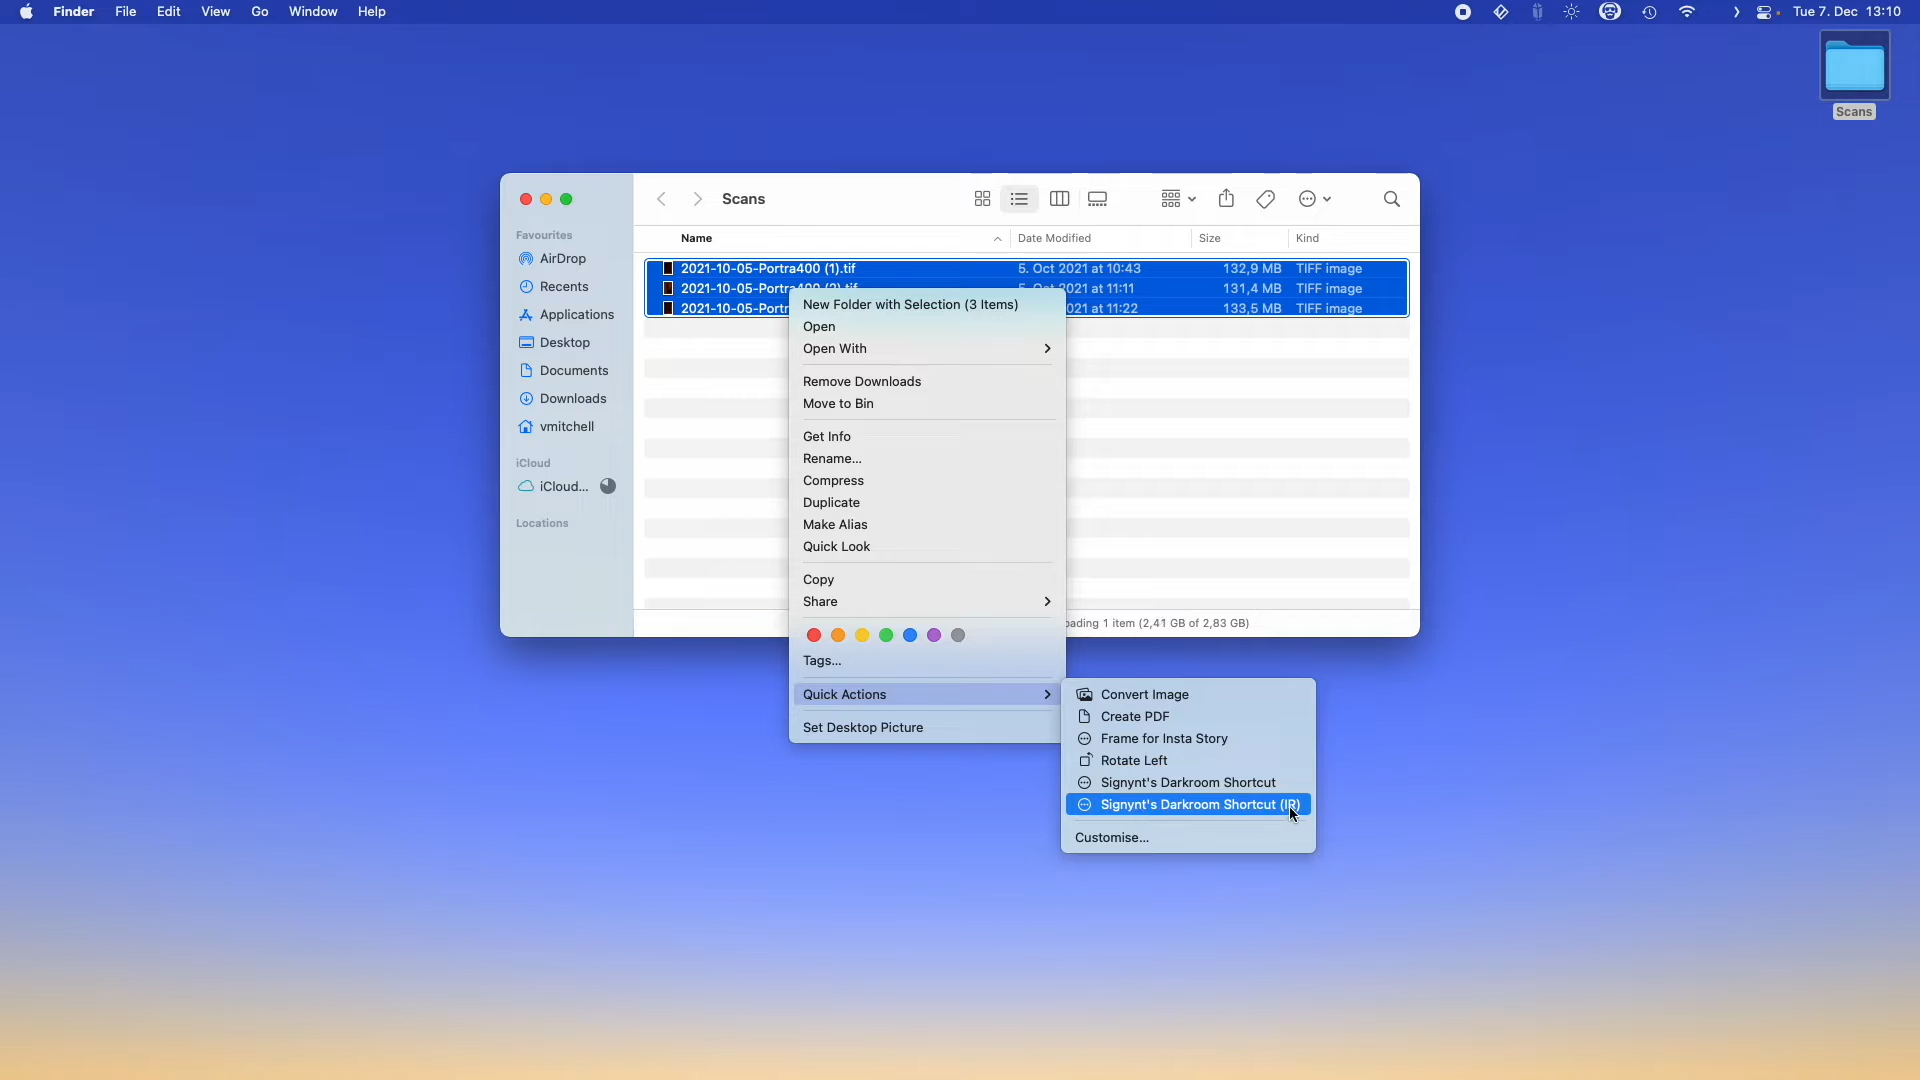 Finder File Edit View Go Window Help Tue 7. Dec 13:10
Scans
Scans
Name Date Modified Size Kind
Favourites
AirDrop
Recents
Applications
Desktop
Documents
Downloads
vmitchell
iCloud
iCloud...
Locations
2021-10-05-Portra400 (1).tif 5. Oct 2021 at 10:43 132,9 MB TIFF image
2021-10-05-Portra400 (2).tif 5. Oct 2021 at 11:11 131,4 MB TIFF image
2021-10-05-Portr 021 at 11:22 133,5 MB TIFF image
New Folder with Selection (3 Items)
Open
Open With
Remove Downloads
Move to Bin
Get Info
Rename...
Compress
Duplicate
Make Alias
Quick Look
Copy
Share
Tags...
Quick Actions
Set Desktop Picture
ading 1 item (2,41 GB of 2,83 GB)
Convert Image
Create PDF
Frame for Insta Story
Rotate Left
Signynt's Darkroom Shortcut
Signynt's Darkroom Shortcut (IR)
Customise...